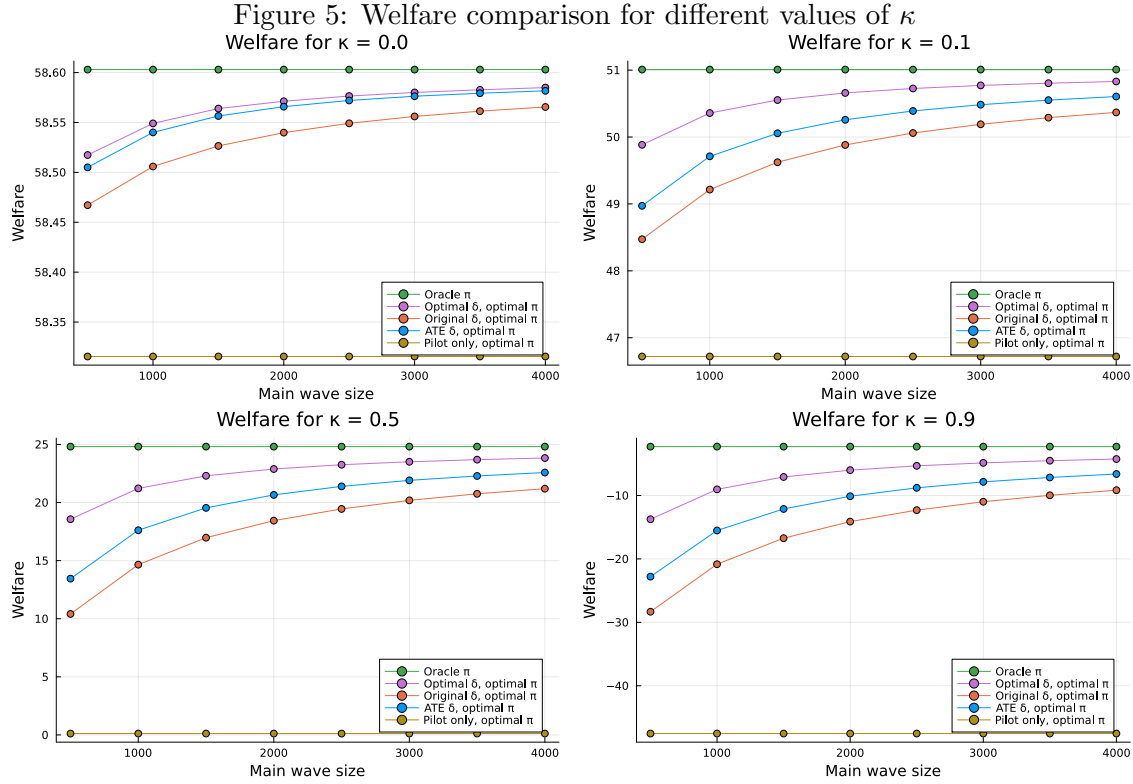 Figure 5: Welfare comparison for different values of κ
Welfare for κ = 0.0
58.60
58.55
58.50
58.45
58.40
58.35
Welfare
1000
2000
3000
4000
Main wave size
Oracle π
Optimal δ, optimal π
Original δ, optimal π
ATE δ, optimal π
Pilot only, optimal π
Welfare for κ = 0.1
51
50
49
48
47
Welfare
1000
2000
3000
4000
Main wave size
Oracle π
Optimal δ, optimal π
Original δ, optimal π
ATE δ, optimal π
Pilot only, optimal π
Welfare for κ = 0.5
25
20
15
10
5
0
Welfare
1000
2000
3000
4000
Main wave size
Oracle π
Optimal δ, optimal π
Original δ, optimal π
ATE δ, optimal π
Pilot only, optimal π
Welfare for κ = 0.9
−10
−20
−30
−40
Welfare
1000
2000
3000
4000
Main wave size
Oracle π
Optimal δ, optimal π
Original δ, optimal π
ATE δ, optimal π
Pilot only, optimal π